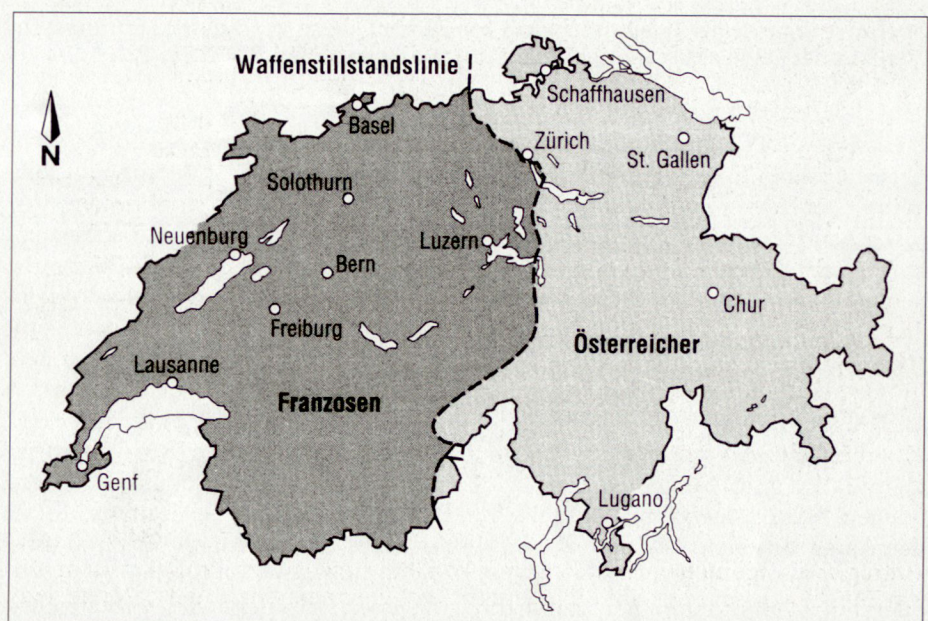 Waffenstillstandslinie
Schaffhausen
Basel
N
Zürich
St. Gallen
Solothurn
Neuenburg
Luzern
Bern
Chur
Freiburg
Österreicher
Lausanne
Franzosen
Genf
Lugano